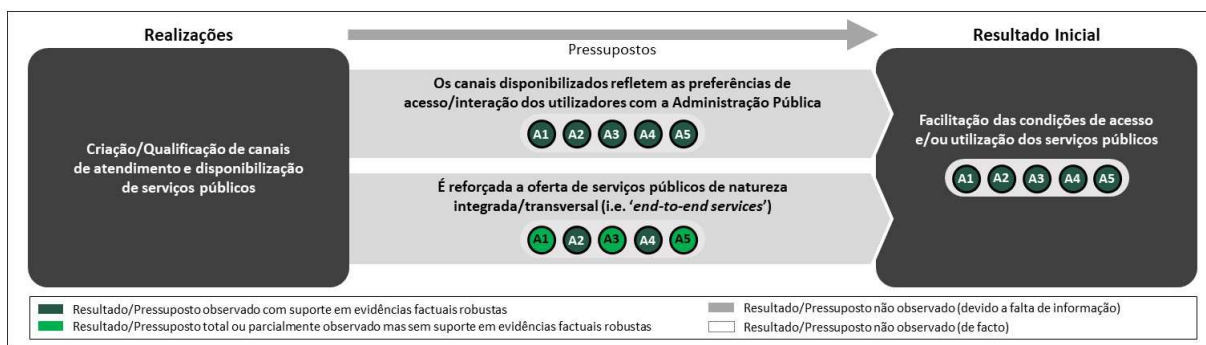 Realizações
Pressupostos
Resultado Inicial
Criação/Qualificação de canais
de atendimento e disponibilização
de serviços públicos
Os canais disponibilizados refletem as preferências de
acesso/interação dos utilizadores com a Administração Pública
A1 A2 A3 A4 A5
É reforçada a oferta de serviços públicos de natureza
integrada/transversal (i.e. ‘end-to-end services’)
A1 A2 A3 A4 A5
Facilitação das condições de acesso
e/ou utilização dos serviços públicos
A1 A2 A3 A4 A5
Resultado/Pressuposto observado com suporte em evidências factuais robustas
Resultado/Pressuposto total ou parcialmente observado mas sem suporte em evidências factuais robustas
Resultado/Pressuposto não observado (devido a falta de informação)
Resultado/Pressuposto não observado (de facto)